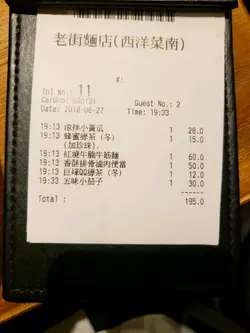 老街麵店(西洋菜南)
#:
Tbl No.: 11
Guest No.: 2
Date: 2018-06-27 Time: 19:33
19:13 涼拌小黃瓜 1 28.0
19:13 蜂蜜綠茶(冬) 1 15.0
(加珍珠).
19:13 紅燒牛腩牛筋麵 1 60.0
19:13 香酥排骨滷肉便當 1 50.0
19:13 巨峰QQ綠茶(冬) 1 12.0
19:33 五味小茄子 1 30.0
Total : 195.0